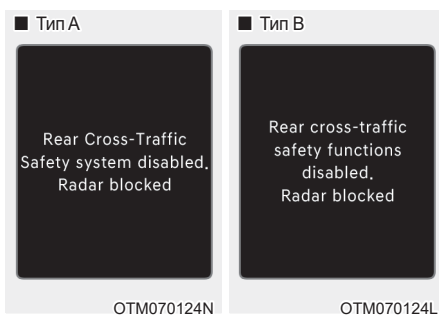 ■ Тип A
Rear Cross-Traffic
Safety system disabled.
Radar blocked
OTM070124N
■ Тип B
Rear cross-traffic
safety functions
disabled.
Radar blocked
OTM070124L